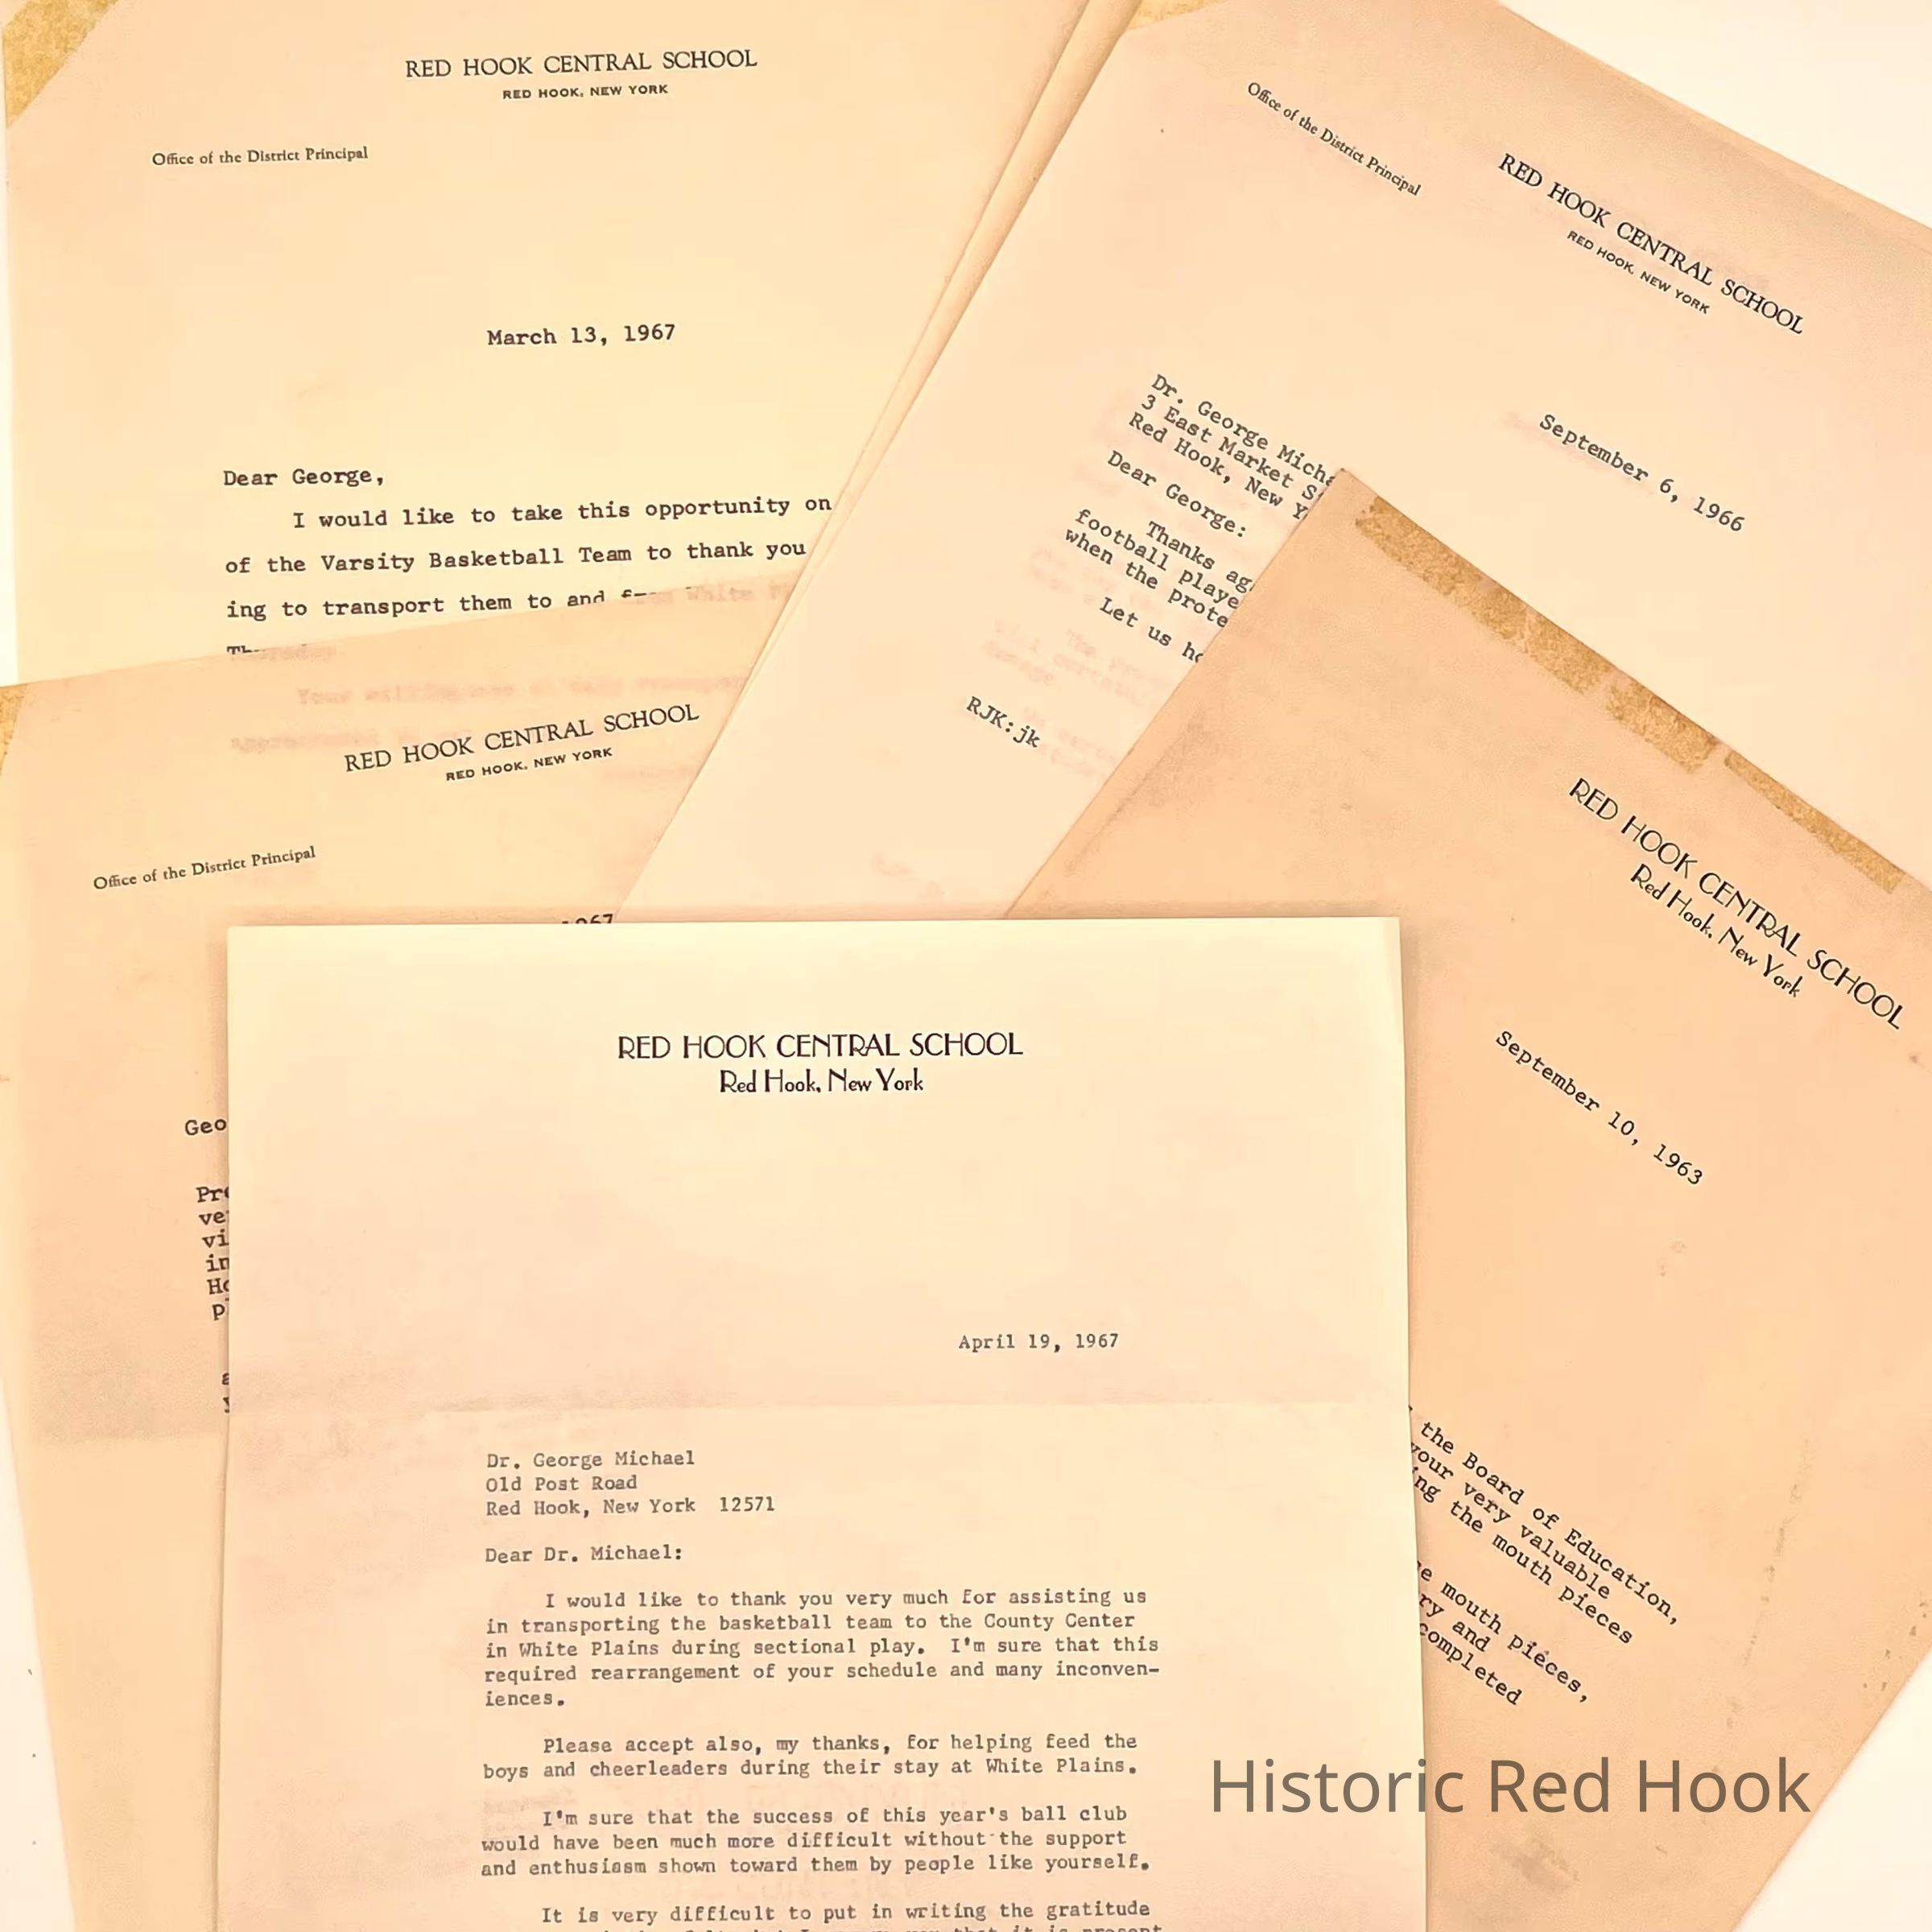 RED HOOK CENTRAL SCHOOL
RED HOOK, NEW YORK
Office of the District Principal
March 13, 1967
Dear George,
I would like to take this opportunity on
of the Varsity Basketball Team to thank you
ing to transport them to and from White
Thursday.
RED HOOK CENTRAL SCHOOL
RED HOOK, NEW YORK
Office of the District Principal
967
Geo
ve
vi
in
Office of the District Principal
RED HOOK CENTRAL SCHOOL
RED HOOK, NEW YORK
September 6, 1966
Dr. George Micha
3 East Market S
Red Hook, New Y
Dear George:
Thanks ag
football playe
when the prote
Let us ho
RJK:jk
RED HOOK CENTRAL SCHOOL
Red Hook, New York
September 10, 1963
the Board of Education,
your very valuable
ing the mouth pieces
e mouth pieces,
ry and
completed
RED HOOK CENTRAL SCHOOL
Red Hook, New York
April 19, 1967
Dr. George Michael
Old Post Road
Red Hook, New York 12571
Dear Dr. Michael:
I would like to thank you very much for assisting us
in transporting the basketball team to the County Center
in White Plains during sectional play. I'm sure that this
required rearrangement of your schedule and many inconven-
iences.
Please accept also, my thanks, for helping feed the
boys and cheerleaders during their stay at White Plains.
I'm sure that the success of this year's ball club
would have been much more difficult without the support
and enthusiasm shown toward them by people like yourself.
It is very difficult to put in writing the gratitude
Historic Red Hook